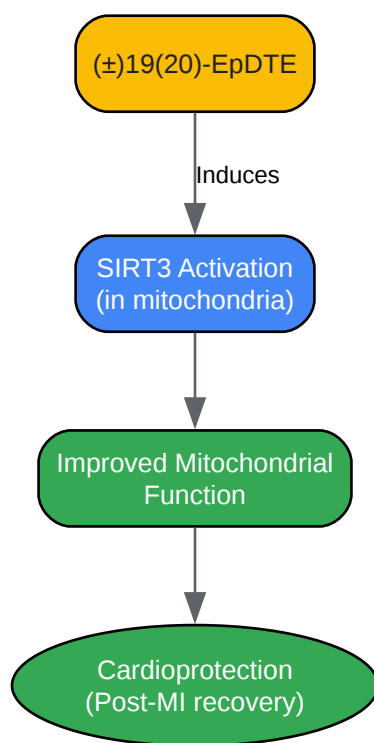 (±)19(20)-EpDTE
Induces
SIRT3 Activation
(in mitochondria)
Improved Mitochondrial
Function
Cardioprotection
(Post-MI recovery)